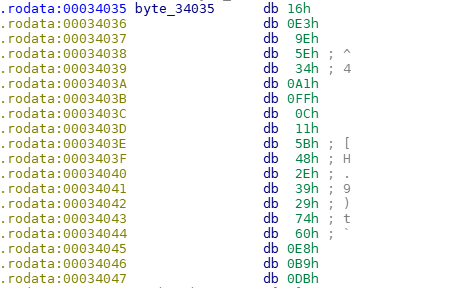 .rodata:00034035 byte_34035 db 16h
.rodata:00034036 db 0E3h
.rodata:00034037 db 9Eh
.rodata:00034038 db 5Eh ; ^
.rodata:00034039 db 34h ; 4
.rodata:0003403A db 0A1h
.rodata:0003403B db 0FFh
.rodata:0003403C db 0Ch
.rodata:0003403D db 11h
.rodata:0003403E db 5Bh ; [
.rodata:0003403F db 48h ; H
.rodata:00034040 db 2Eh ; .
.rodata:00034041 db 39h ; 9
.rodata:00034042 db 29h ; )
.rodata:00034043 db 74h ; t
.rodata:00034044 db 60h ; `
.rodata:00034045 db 0E8h
.rodata:00034046 db 0B9h
.rodata:00034047 db 0DBh